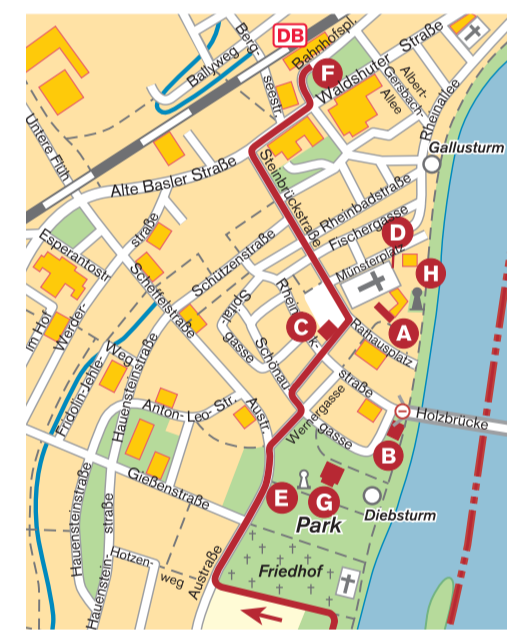 DB
Bahnhofspl.
F
Waldshuter Straße
Berg-
seestr.
Ballyweg
Albert-
Gersbach
Allee
Rheinallee
Gallusturm
Untere Flüh
Alte Basler Straße
Steinbrückstraße
Rheinbadstraße
Fischergasse
D
Münsterplatz
H
Esperantostr.
straße
Scheffelstraße
Schützenstraße
Spital-
gasse
Schönau
C
A
Rathausplatz
im Hof
Werder-
Weg
Fridolin-Jehle-
Hauensteinstraße
Anton-Leo-Str.
Austr.
straße
Wernergasse
gasse
Holzbrücke
B
Gießenstraße
E
G
Park
Diebsturm
Hauensteinstraße
straße
Hauenstein-
Hotzen-
weg
Austraße
Friedhof